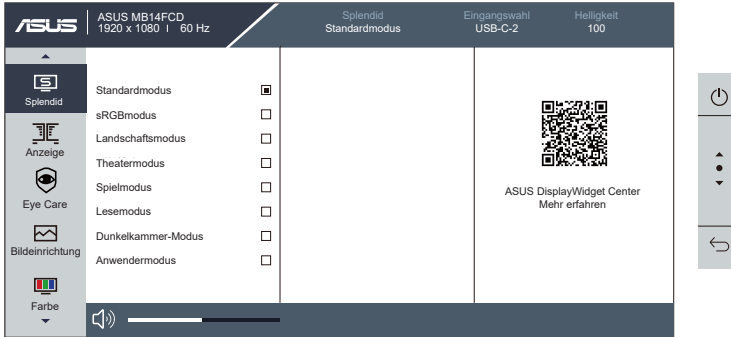 ASUS
ASUS MB14FCD
1920 x 1080 I 60 Hz
Splendid
Standardmodus
Eingangswahl
USB-C-2
Helligkeit
100
Splendid
Anzeige
Eye Care
Bildeinrichtung
Farbe
Standardmodus
sRGBmodus
Landschaftsmodus
Theatermodus
Spielmodus
Lesemodus
Dunkelkammer-Modus
Anwendermodus
ASUS DisplayWidget Center
Mehr erfahren